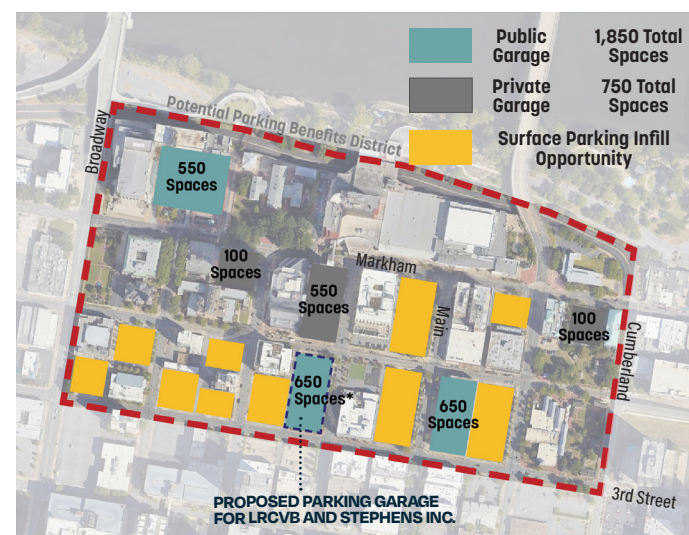 Public
Garage
1,850 Total
Spaces
Private
Garage
750 Total
Spaces
Surface Parking Infill
Opportunity
Potential Parking Benefits District
Broadway
550
Spaces
100
Spaces
Markham
550
Spaces
Main
100
Spaces
Cumberland
650
Spaces*
650
Spaces
3rd Street
PROPOSED PARKING GARAGE
FOR LRCVB AND STEPHENS INC.